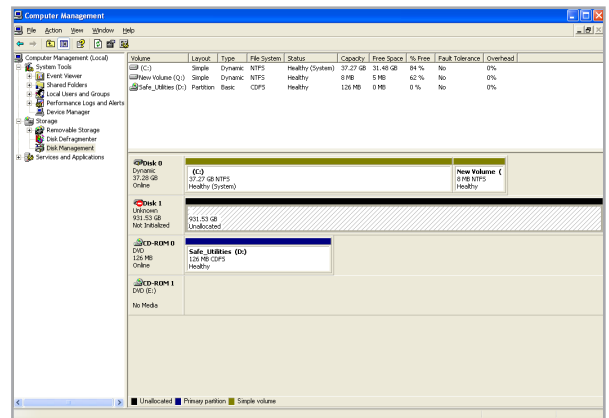 Computer Management
File Action View Window Help
Computer Management (Local)
System Tools
Event Viewer
Shared Folders
Local Users and Groups
Performance Logs and Alerts
Device Manager
Storage
Removable Storage
Disk Defragmenter
Disk Management
Services and Applications
Volume Layout Type File System Status Capacity Free Space % Free Fault Tolerance Overhead
(C:) Simple Dynamic NTFS Healthy (System) 37.27 GB 31.48 GB 84 % No 0%
New Volume (Q:) Simple Dynamic NTFS Healthy 8 MB 5 MB 62 % No 0%
Safe_Utilities (D:) Partition Basic CDFS Healthy 126 MB 0 MB 0 % No 0%
Disk 0
Dynamic
37.28 GB
Online
(C:)
37.27 GB NTFS
Healthy (System)
New Volume (
8 MB NTFS
Healthy
Disk 1
Unknown
931.53 GB
Not Initialized
931.53 GB
Unallocated
CD-ROM 0
DVD
126 MB
Online
Safe_Utilities (D:)
126 MB CDFS
Healthy
CD-ROM 1
DVD (E:)
No Media
Unallocated Primary partition Simple volume